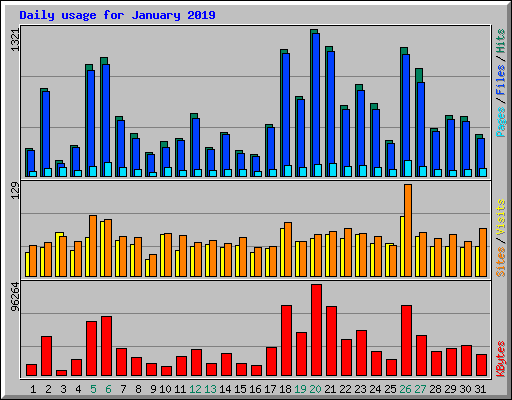 Daily usage for January 2019
1321
Pages / Files / Hits
129
Sites / Visits
96264
KBytes
1 2 3 4 5 6 7 8 9 10 11 12 13 14 15 16 17 18 19 20 21 22 23 24 25 26 27 28 29 30 31